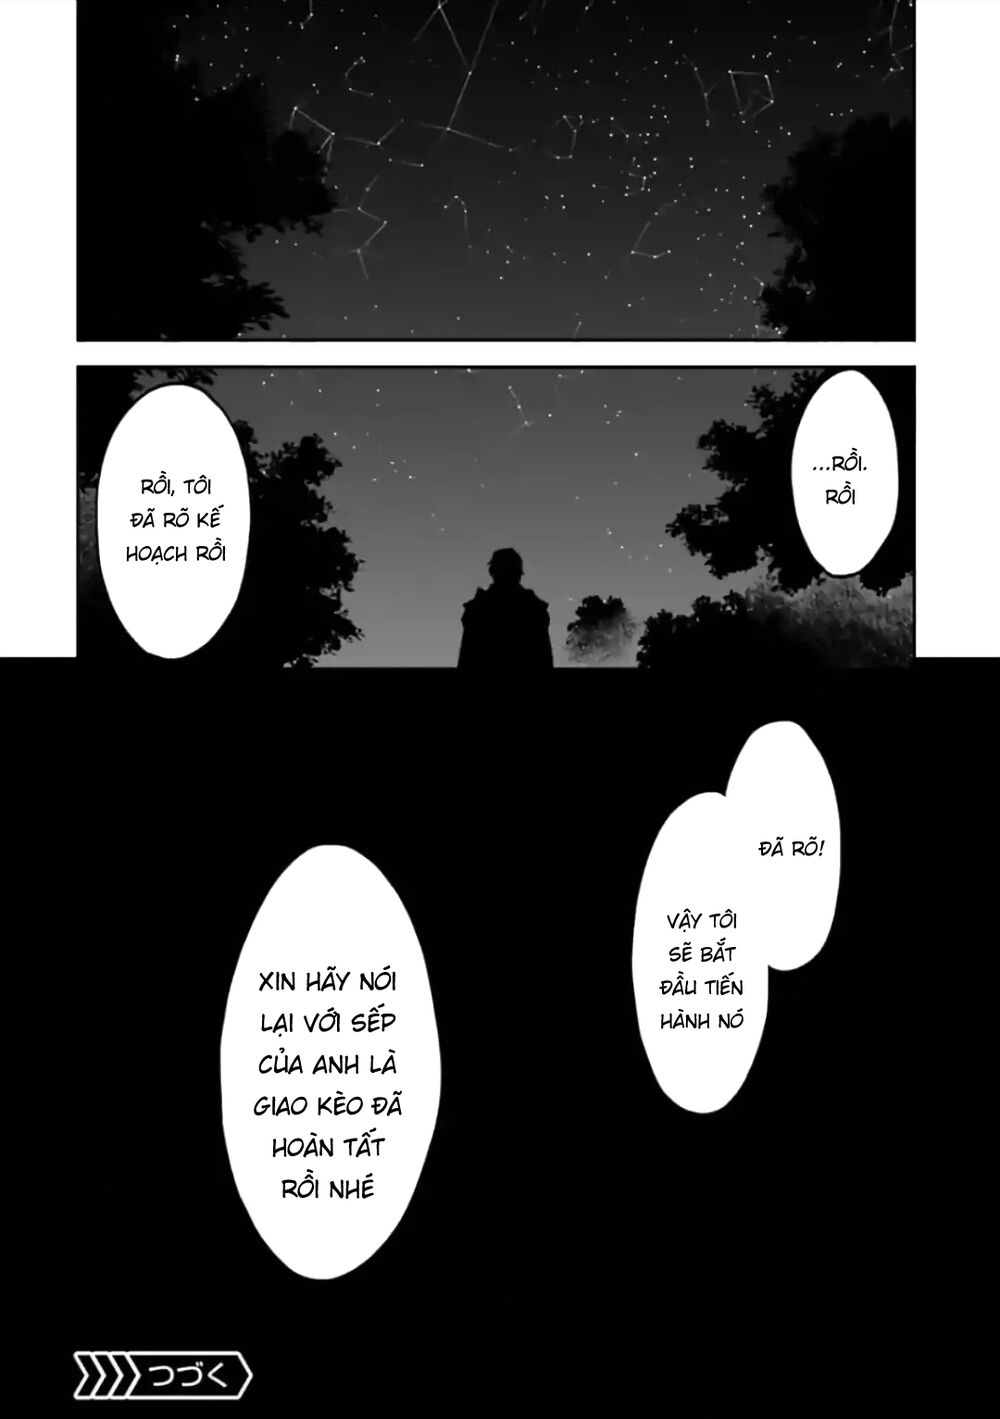 ...RỒI.
RỒI
RỒI, TÔI
ĐÃ RÕ KẾ
HOẠCH RỒI
ĐÃ RÕ!
VẬY TÔI
SẼ BẮT
ĐẦU TIẾN
HÀNH NÓ
XIN HÃY NÓI
LẠI VỚI SẾP
CỦA ANH LÀ
GIAO KÈO ĐÃ
HOÀN TẤT
RỒI NHÉ
つづく